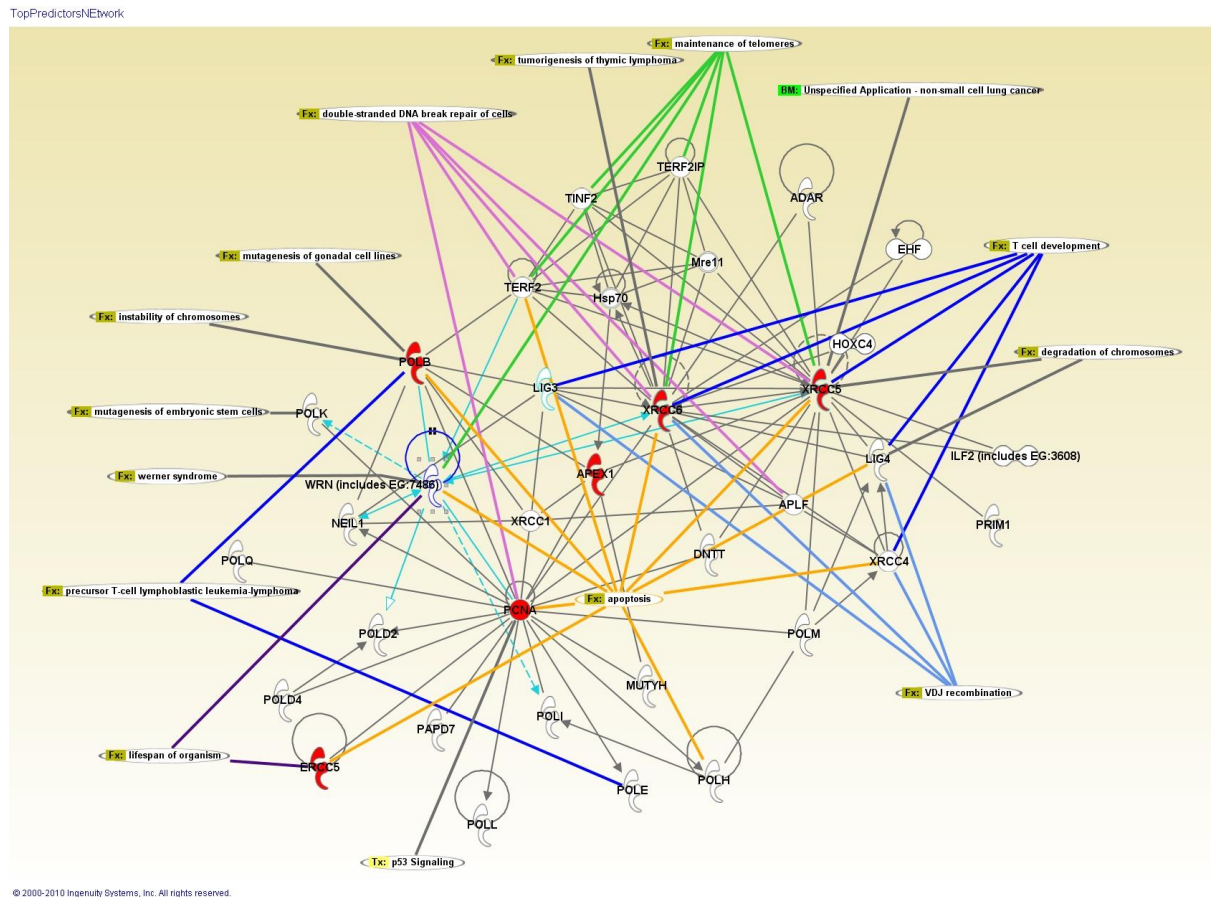 TopPredictorsNEtwork
Fx: maintenance of telomeres
Fx: tumorigenesis of thymic lymphoma
BM: Unspecified Application - non-small cell lung cancer
Fx: double-stranded DNA break repair of cells
TERF2IP
TINF2
ADAR
EHF
Fx: T cell development
Fx: mutagenesis of gonadal cell lines
Mre11
TERF2
Hsp70
Fx: instability of chromosomes
HOXC4
Fx: degradation of chromosomes
POLB
LIG3
XRCC5
XRCC6
Fx: mutagenesis of embryonic stem cells
POLK
LIG4
ILF2 (includes EG:3608)
Fx: werner syndrome
APEX1
WRN (includes EG:7486)
APLF
NEIL1
XRCC1
PRIM1
DNTT
POLQ
XRCC4
Fx: precursor T-cell lymphoblastic leukemia-lymphoma
Fx: apoptosis
PCNA
POLD2
POLM
MUTYH
Fx: VDJ recombination
POLD4
POLI
PAPD7
Fx: lifespan of organism
ERCC5
POLH
POLE
POLL
Tx: p53 Signaling
© 2000-2010 Ingenuity Systems, Inc. All rights reserved.